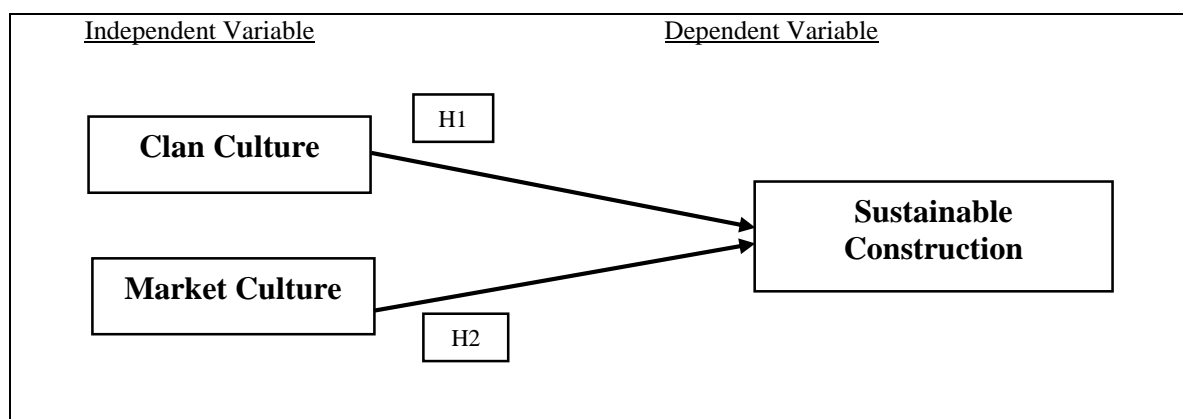 Independent Variable
Dependent Variable
H1
Clan Culture
Sustainable
Construction
Market Culture
H2